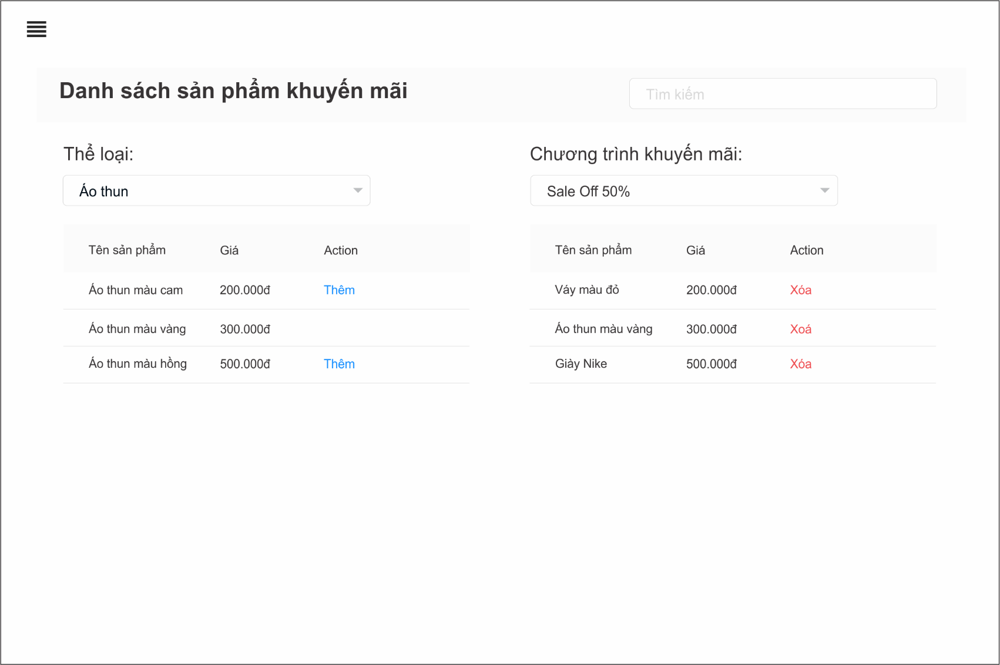 Danh sách sản phẩm khuyến mãi
Tìm kiếm
Thể loại:
Áo thun
Tên sản phẩm Giá Action
Áo thun màu cam 200.000đ Thêm
Áo thun màu vàng 300.000đ
Áo thun màu hồng 500.000đ Thêm
Chương trình khuyến mãi:
Sale Off 50%
Tên sản phẩm Giá Action
Váy màu đỏ 200.000đ Xóa
Áo thun màu vàng 300.000đ Xoá
Giày Nike 500.000đ Xóa